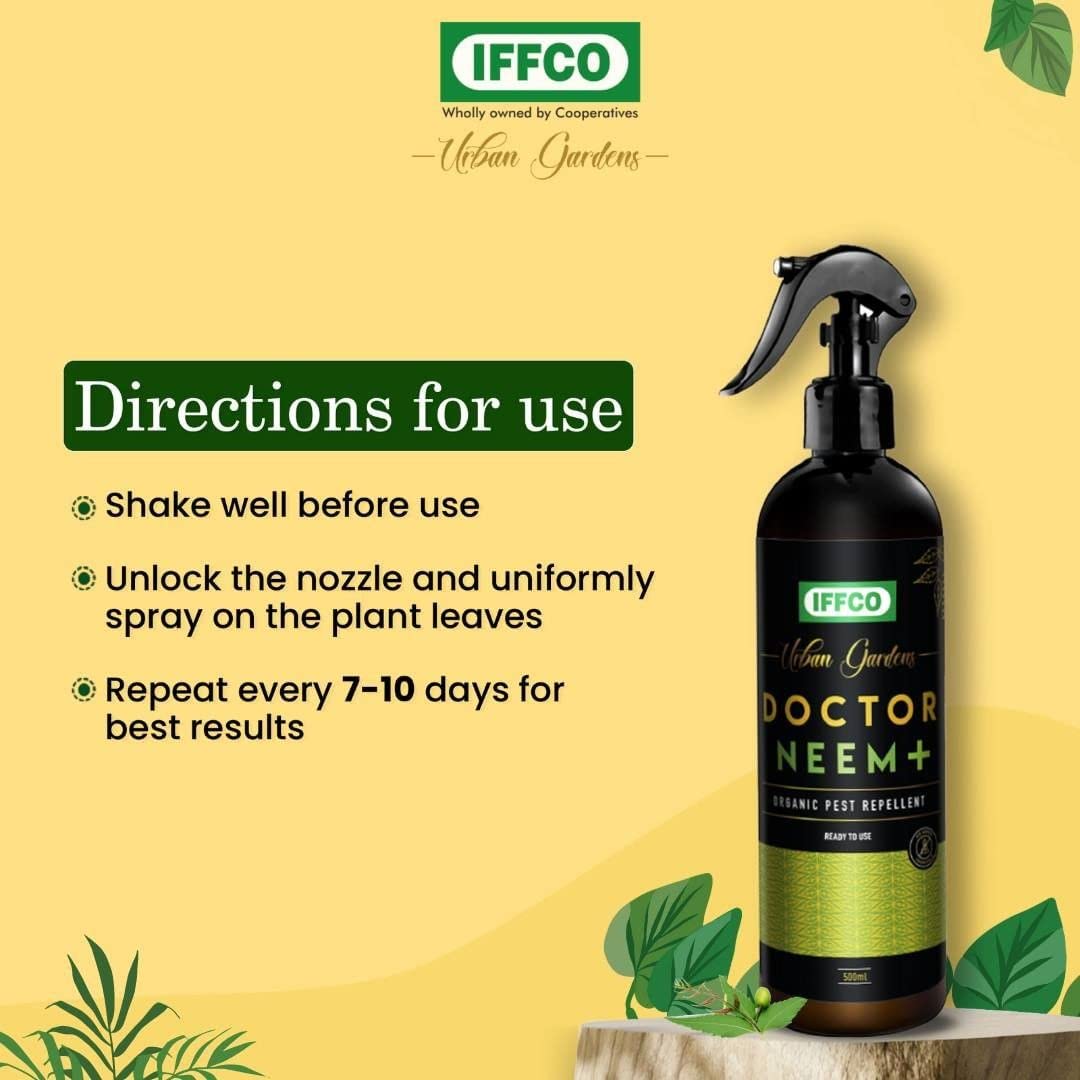 IFFCO
Wholly owned by Cooperatives
Urban Gardens
Directions for use
Shake well before use
Unlock the nozzle and uniformly
spray on the plant leaves
Repeat every 7-10 days for
best results
IFFCO
Urban Gardens
DOCTOR
NEEM+
ORGANIC PEST REPELLENT
READY TO USE
500ml